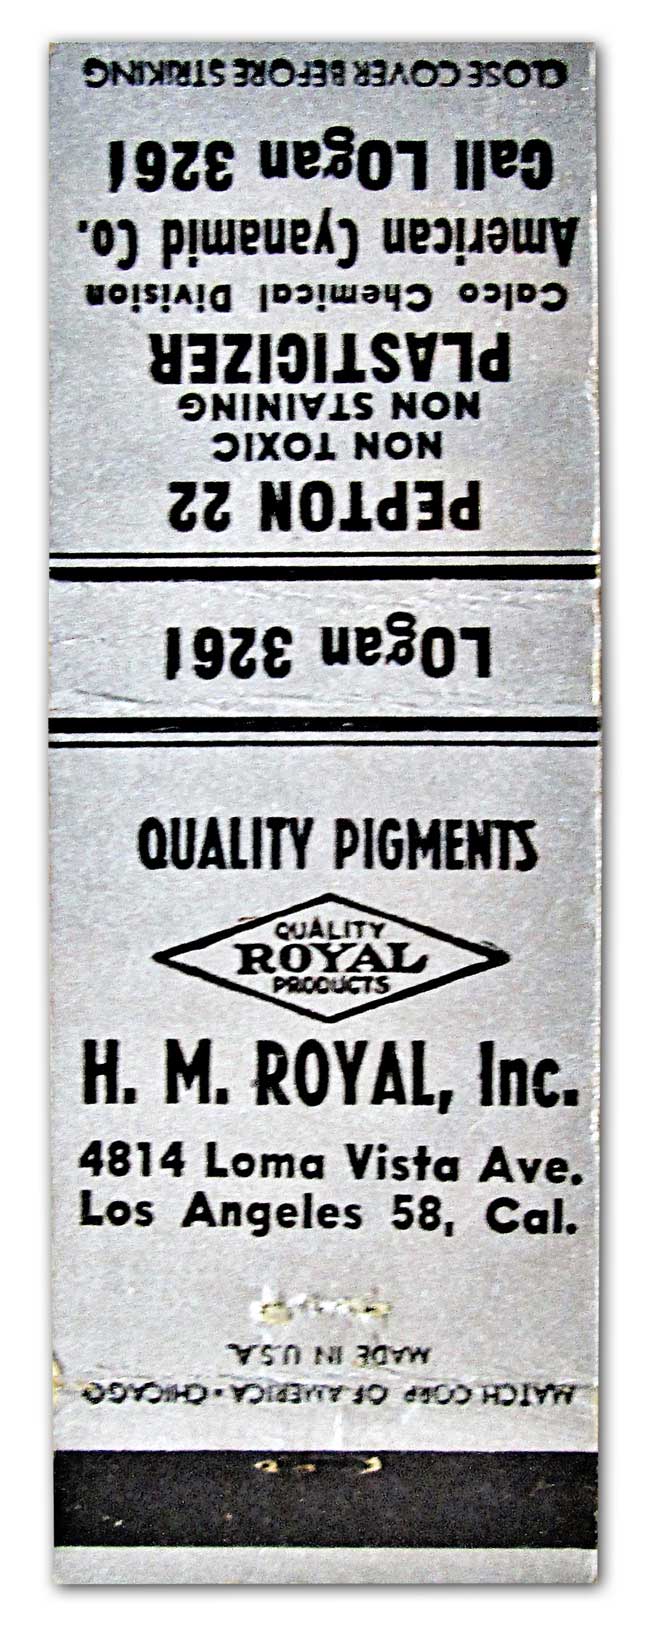 CLOSE COVER BEFORE STRIKING
Call LOgan 3261
American Cyanamid Co.
Calco Chemical Division
PLASTICIZER
NON STAINING
NON TOXIC
PEPTON 22
LOgan 3261
QUALITY PIGMENTS
QUALITY
ROYAL
PRODUCTS
H. M. ROYAL, Inc.
4814 Loma Vista Ave.
Los Angeles 58, Cal.
MADE IN U.S.A.
MATCH CORP. OF AMERICA • CHICAGO